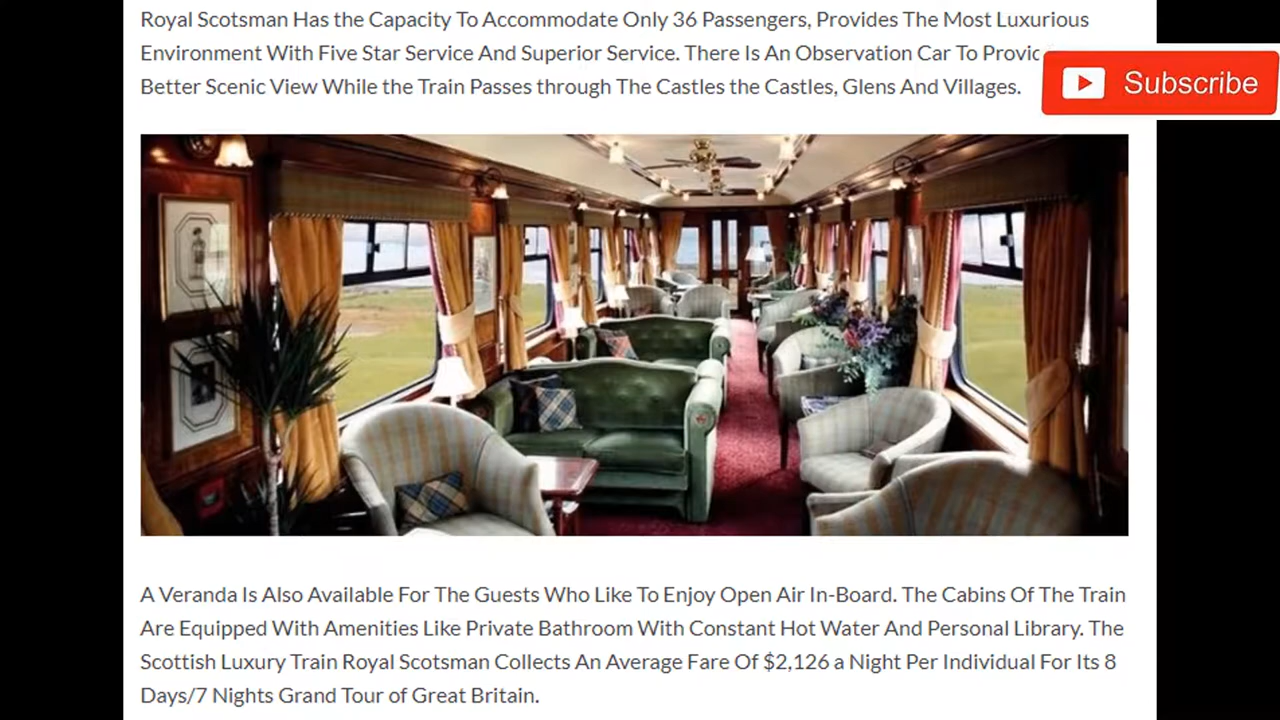 Royal Scotsman Has the Capacity To Accommodate Only 36 Passengers, Provides The Most Luxurious
Environment With Five Star Service And Superior Service. There Is An Observation Car To
Better Scenic View While the Train Passes through The Castles the Castles, Glens And Villages.
Subscribe
A Veranda Is Also Available For The Guests Who Like To Enjoy Open Air In-Board. The Cabins Of The Train
Are Equipped With Amenities Like Private Bathroom With Constant Hot Water And Personal Library. The
Scottish Luxury Train Royal Scotsman Collects An Average Fare Of $2,126 a Night Per Individual For Its 8
Days/7 Nights Grand Tour of Great Britain.